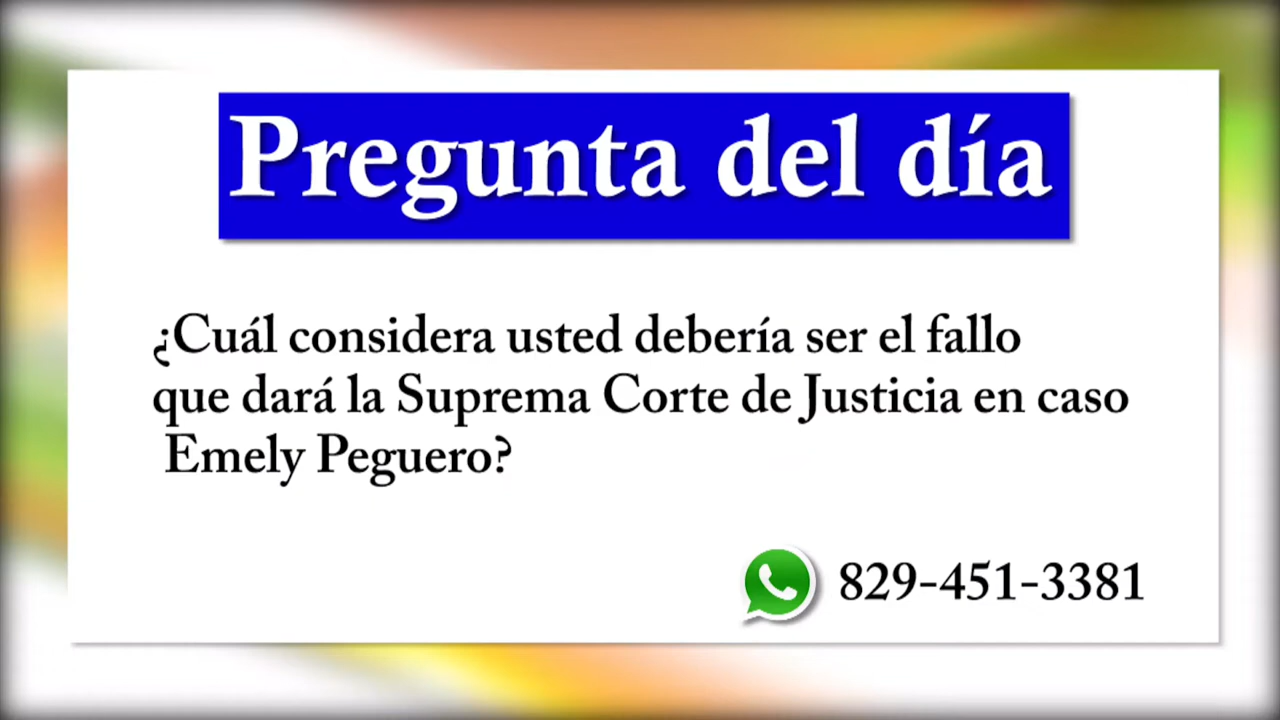 Pregunta del día
¿Cuál considera usted debería ser el fallo
que dará la Suprema Corte de Justicia en caso
Emely Peguero?
829-451-3381